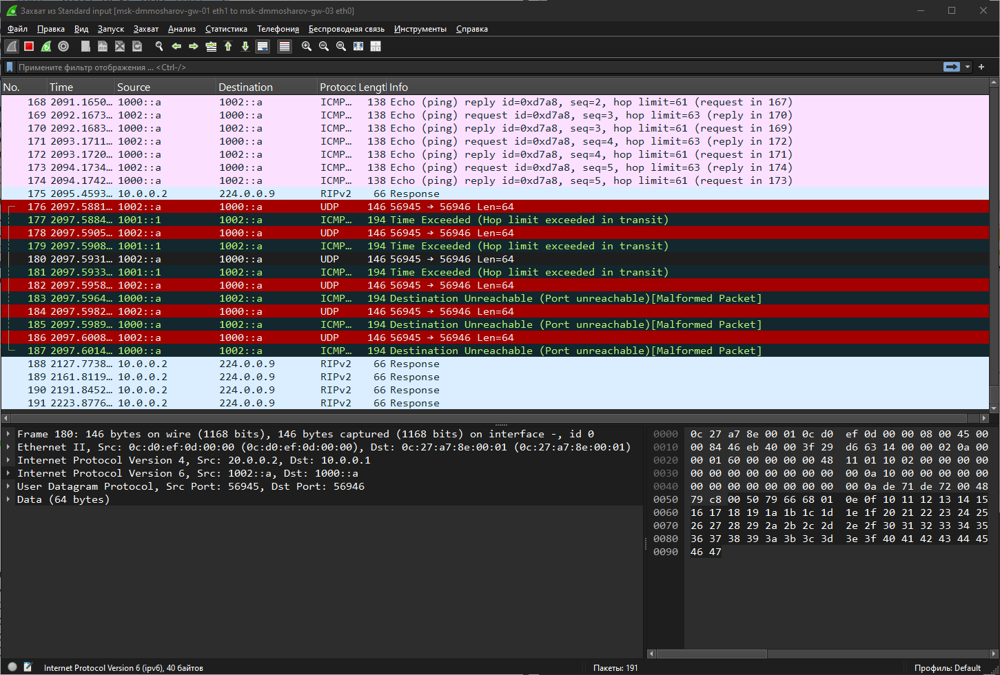 Захват из Standard input [msk-dmmosharov-gw-01 eth1 to msk-dmmosharov-gw-03 eth0]
Файл Правка Вид Запуск Захват Анализ Статистика Телефония Беспроводная связь Инструменты Справка
Примените фильтр отображения ... <Ctrl-/>
No. Time Source Destination Protoc Lengtl Info
168 2091.1650… 1000::a 1002::a ICMP… 138 Echo (ping) reply id=0xd7a8, seq=2, hop limit=61 (request in 167)
169 2092.1673… 1002::a 1000::a ICMP… 138 Echo (ping) request id=0xd7a8, seq=3, hop limit=63 (reply in 170)
170 2092.1683… 1000::a 1002::a ICMP… 138 Echo (ping) reply id=0xd7a8, seq=3, hop limit=61 (request in 169)
171 2093.1711… 1002::a 1000::a ICMP… 138 Echo (ping) request id=0xd7a8, seq=4, hop limit=63 (reply in 172)
172 2093.1720… 1000::a 1002::a ICMP… 138 Echo (ping) reply id=0xd7a8, seq=4, hop limit=61 (request in 171)
173 2094.1734… 1002::a 1000::a ICMP… 138 Echo (ping) request id=0xd7a8, seq=5, hop limit=63 (reply in 174)
174 2094.1742… 1000::a 1002::a ICMP… 138 Echo (ping) reply id=0xd7a8, seq=5, hop limit=61 (request in 173)
175 2095.4593… 10.0.0.2 224.0.0.9 RIPv2 66 Response
176 2097.5881… 1002::a 1000::a UDP 146 56945 → 56946 Len=64
177 2097.5884… 1001::1 1002::a ICMP… 194 Time Exceeded (Hop limit exceeded in transit)
178 2097.5905… 1002::a 1000::a UDP 146 56945 → 56946 Len=64
179 2097.5908… 1001::1 1002::a ICMP… 194 Time Exceeded (Hop limit exceeded in transit)
180 2097.5931… 1002::a 1000::a UDP 146 56945 → 56946 Len=64
181 2097.5933… 1001::1 1002::a ICMP… 194 Time Exceeded (Hop limit exceeded in transit)
182 2097.5958… 1002::a 1000::a UDP 146 56945 → 56946 Len=64
183 2097.5964… 1000::a 1002::a ICMP… 194 Destination Unreachable (Port unreachable)[Malformed Packet]
184 2097.5982… 1002::a 1000::a UDP 146 56945 → 56946 Len=64
185 2097.5989… 1000::a 1002::a ICMP… 194 Destination Unreachable (Port unreachable)[Malformed Packet]
186 2097.6008… 1002::a 1000::a UDP 146 56945 → 56946 Len=64
187 2097.6014… 1000::a 1002::a ICMP… 194 Destination Unreachable (Port unreachable)[Malformed Packet]
188 2127.7738… 10.0.0.2 224.0.0.9 RIPv2 66 Response
189 2161.8119… 10.0.0.2 224.0.0.9 RIPv2 66 Response
190 2191.8452… 10.0.0.2 224.0.0.9 RIPv2 66 Response
191 2223.8776… 10.0.0.2 224.0.0.9 RIPv2 66 Response
Frame 180: 146 bytes on wire (1168 bits), 146 bytes captured (1168 bits) on interface -, id 0
Ethernet II, Src: 0c:d0:ef:0d:00:00 (0c:d0:ef:0d:00:00), Dst: 0c:27:a7:8e:00:01 (0c:27:a7:8e:00:01)
Internet Protocol Version 4, Src: 20.0.0.2, Dst: 10.0.0.1
Internet Protocol Version 6, Src: 1002::a, Dst: 1000::a
User Datagram Protocol, Src Port: 56945, Dst Port: 56946
Data (64 bytes)
0000 0c 27 a7 8e 00 01 0c d0 ef 0d 00 00 08 00 45 00
0010 00 84 46 eb 40 00 3f 29 d6 63 14 00 00 02 0a 00
0020 00 01 60 00 00 00 00 48 11 01 10 02 00 00 00 00
0030 00 00 00 00 00 00 00 00 00 0a 10 00 00 00 00 00
0040 00 00 00 00 00 00 00 00 00 0a de 71 de 72 00 48
0050 79 c8 00 50 79 66 68 01 0e 0f 10 11 12 13 14 15
0060 16 17 18 19 1a 1b 1c 1d 1e 1f 20 21 22 23 24 25
0070 26 27 28 29 2a 2b 2c 2d 2e 2f 30 31 32 33 34 35
0080 36 37 38 39 3a 3b 3c 3d 3e 3f 40 41 42 43 44 45
0090 46 47
Internet Protocol Version 6 (ipv6), 40 байтов Пакеты: 191 Профиль: Default